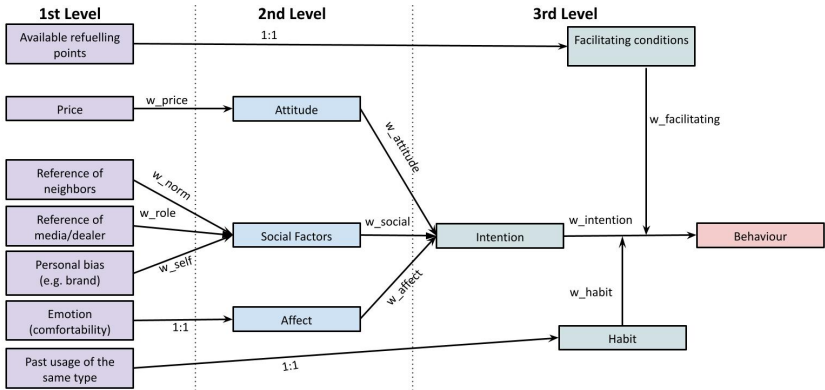 1st Level
2nd Level
3rd Level
Available refuelling
points
1:1
Facilitating conditions
Price
w_price
Attitude
w_attitude
w_facilitating
Reference of
neighbors
w_norm
Reference of
media/dealer
w_role
Social Factors
w_social
Intention
w_intention
Behaviour
Personal bias
(e.g. brand)
w_self
w_affect
w_habit
Emotion
(comfortability)
1:1
Affect
Habit
Past usage of the
same type
1:1